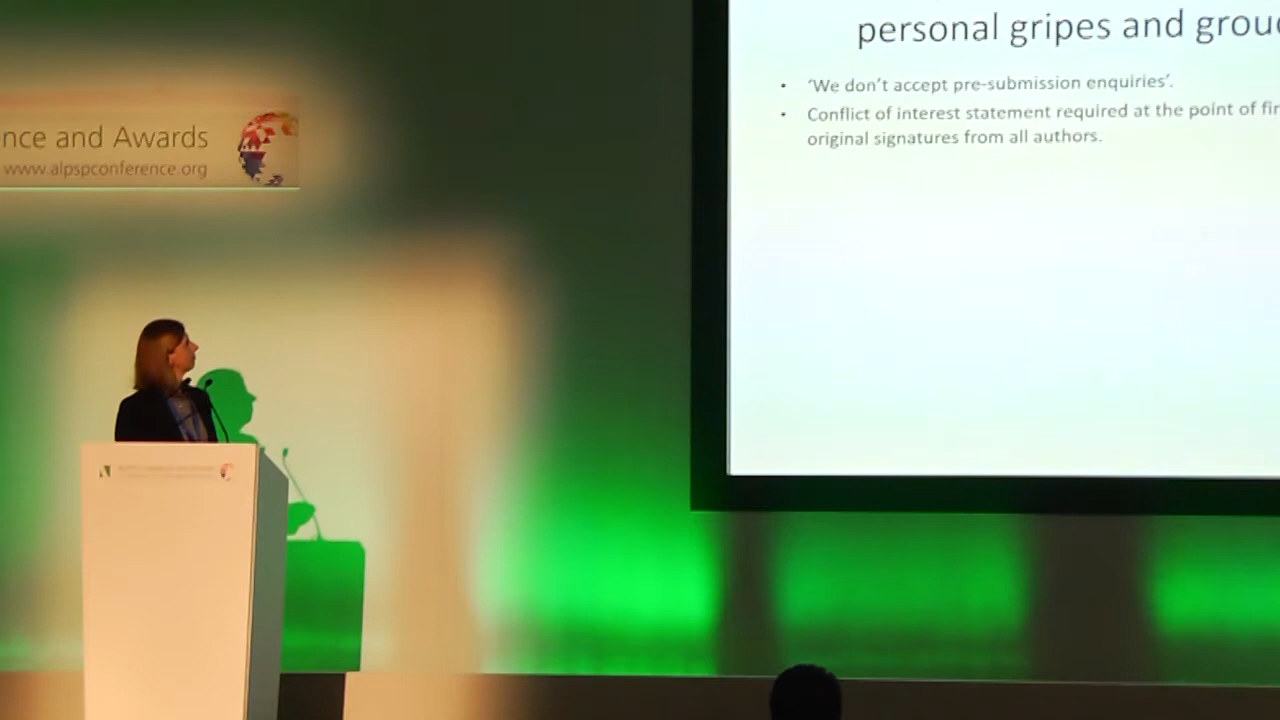 nce and Awards
www.alpspconference.org
personal gripes and grou
• ‘We don’t accept pre-submission enquiries’.
• Conflict of interest statement required at the point of fir
original signatures from all authors.